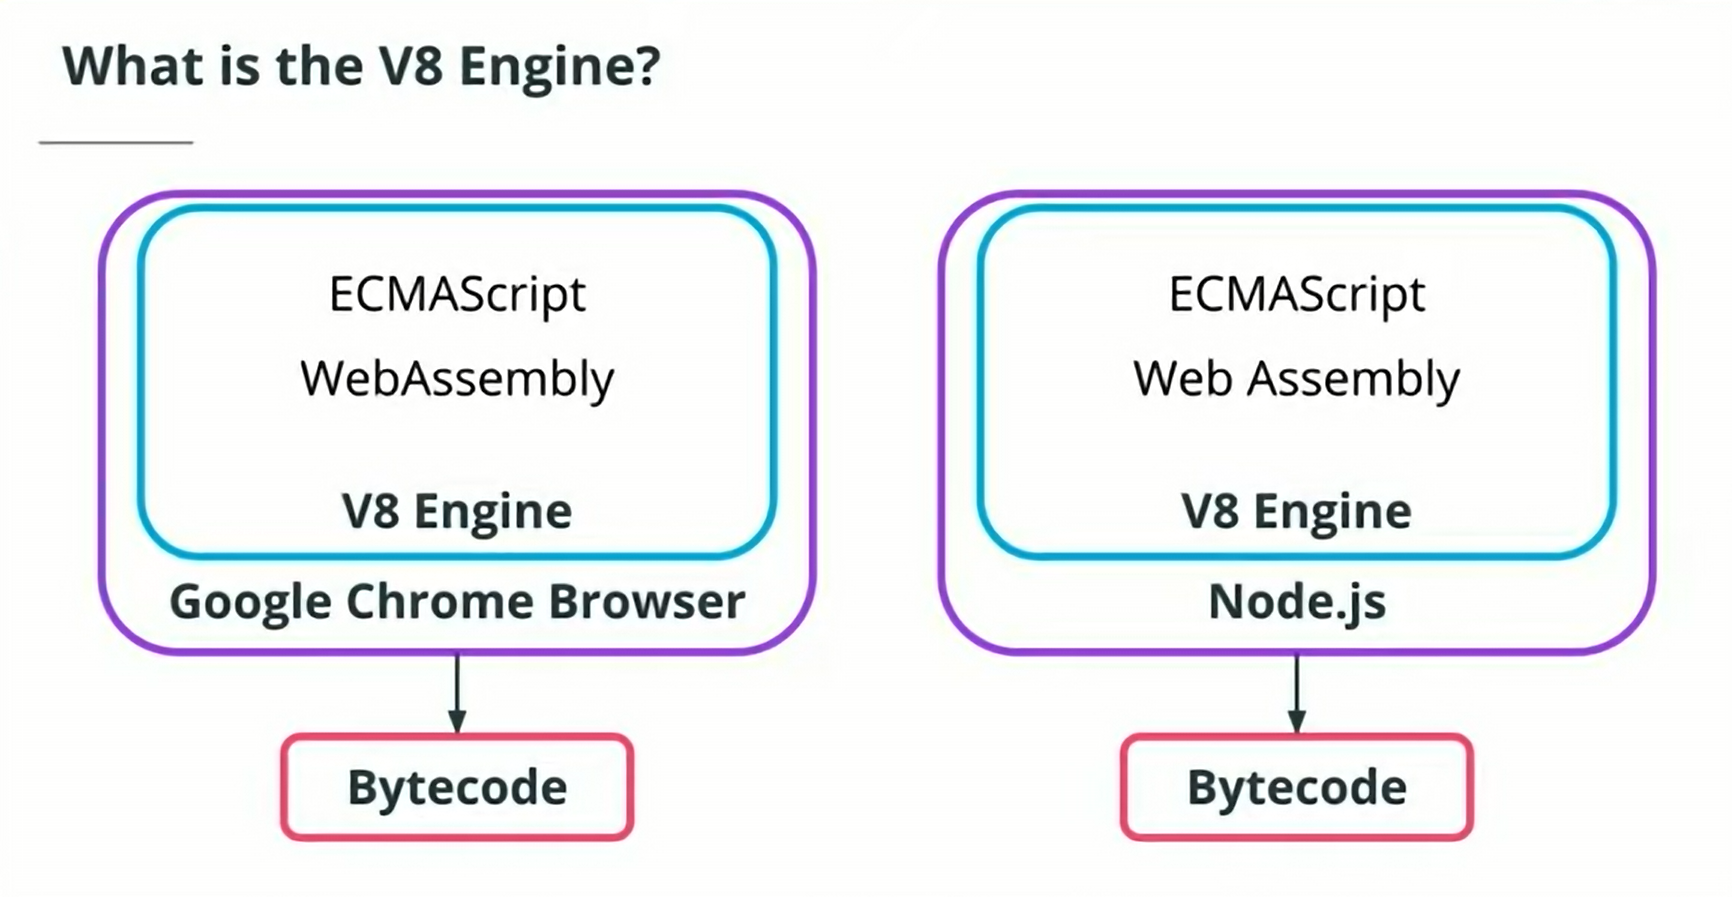 What is the V8 Engine?
ECMAScript
WebAssembly
V8 Engine
Google Chrome Browser
Bytecode
ECMAScript
Web Assembly
V8 Engine
Node.js
Bytecode